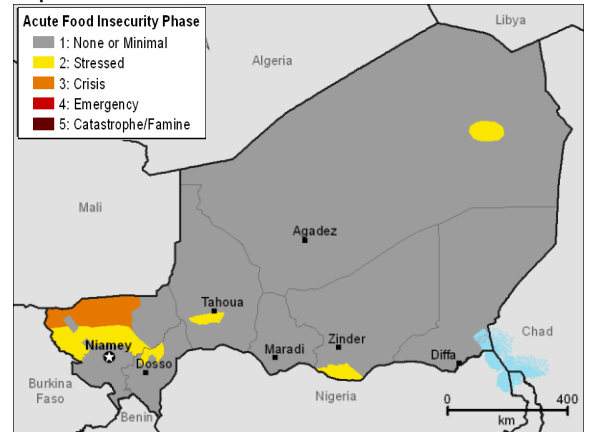 Acute Food Insecurity Phase
1: None or Minimal
2: Stressed
3: Crisis
4: Emergency
5: Catastrophe/Famine
Libya
Algeria
Mali
Agadez
Tahoua
Niamey
Dosso
Maradi
Zinder
Diffa
Chad
Burkina
Faso
Benin
Nigeria
0 400
km